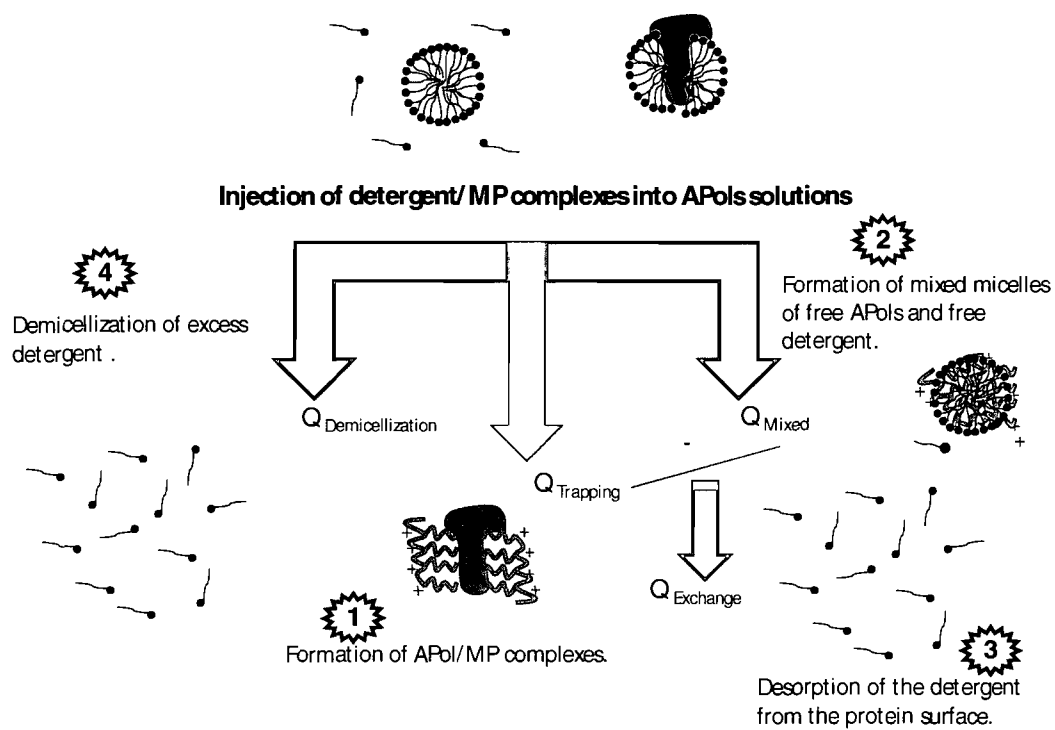 Injection of detergent/ MP complexes into APols solutions
4
Demicellization of excess
detergent .
2
Formation of mixed micelles
of free APols and free
detergent.
Q Demicellization
Q Mixed
Q Trapping
Q Exchange
1
Formation of APol/MP complexes.
3
Desorption of the detergent
from the protein surface.